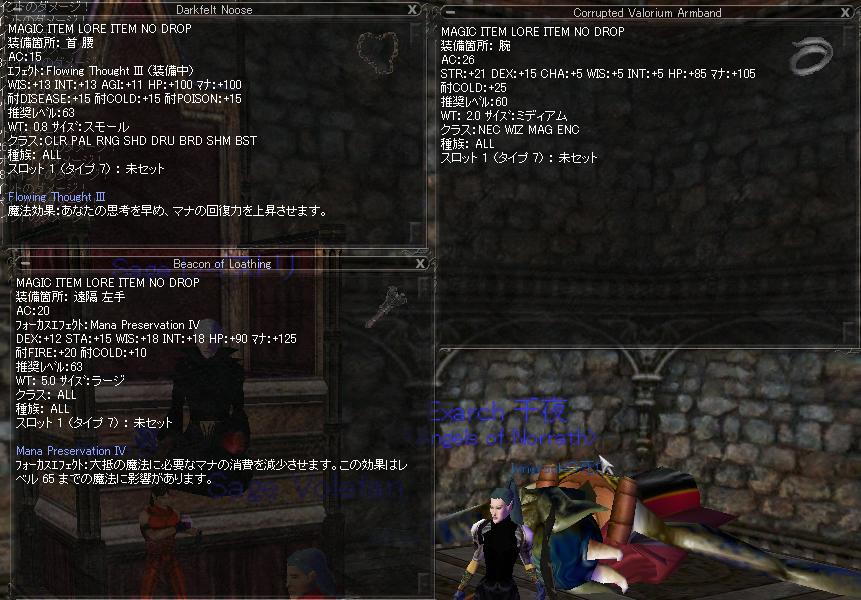 Darkfelt Noose
MAGIC ITEM LORE ITEM NO DROP
装備箇所: 首 腰
AC:15
エフェクト:Flowing Thought III (装備中)
WIS:+13 INT:+13 AGI:+11 HP:+100 マナ:+100
耐DISEASE:+15 耐COLD:+15 耐POISON:+15
推奨レベル:63
WT: 0.8 サイズ:スモール
クラス:CLR PAL RNG SHD DRU BRD SHM BST
種族: ALL
スロット 1 (タイプ 7) : 未セット
Flowing Thought III
魔法効果:あなたの思考を早め、マナの回復力を上昇させます。
Corrupted Valorium Armband
MAGIC ITEM LORE ITEM NO DROP
装備箇所: 腕
AC:26
STR:+21 DEX:+15 CHA:+5 WIS:+5 INT:+5 HP:+85 マナ:+105
耐COLD:+25
推奨レベル:60
WT: 2.0 サイズ:ミディアム
クラス:NEC WIZ MAG ENC
種族: ALL
スロット 1 (タイプ 7) : 未セット
Beacon of Loathing
MAGIC ITEM LORE ITEM NO DROP
装備箇所: 遠隔 左手
AC:20
フォーカスエフェクト:Mana Preservation IV
DEX:+12 STA:+15 WIS:+18 INT:+18 HP:+90 マナ:+125
耐FIRE:+20 耐COLD:+10
推奨レベル:63
WT: 5.0 サイズ:ラージ
クラス: ALL
種族: ALL
スロット 1 (タイプ 7) : 未セット
Mana Preservation IV
フォーカスエフェクト:大抵の魔法に必要なマナの消費を減少させます。この効果はレ
ベル 65 までの魔法に影響があります。
Exarch 千夜
Angels of Norrath>
Sage